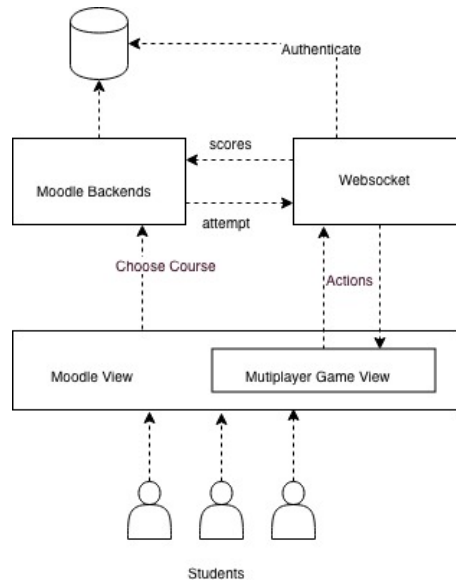 Authenticate
scores
Moodle Backends
Websocket
attempt
Choose Course
Actions
Moodle View
Mutiplayer Game View
Students